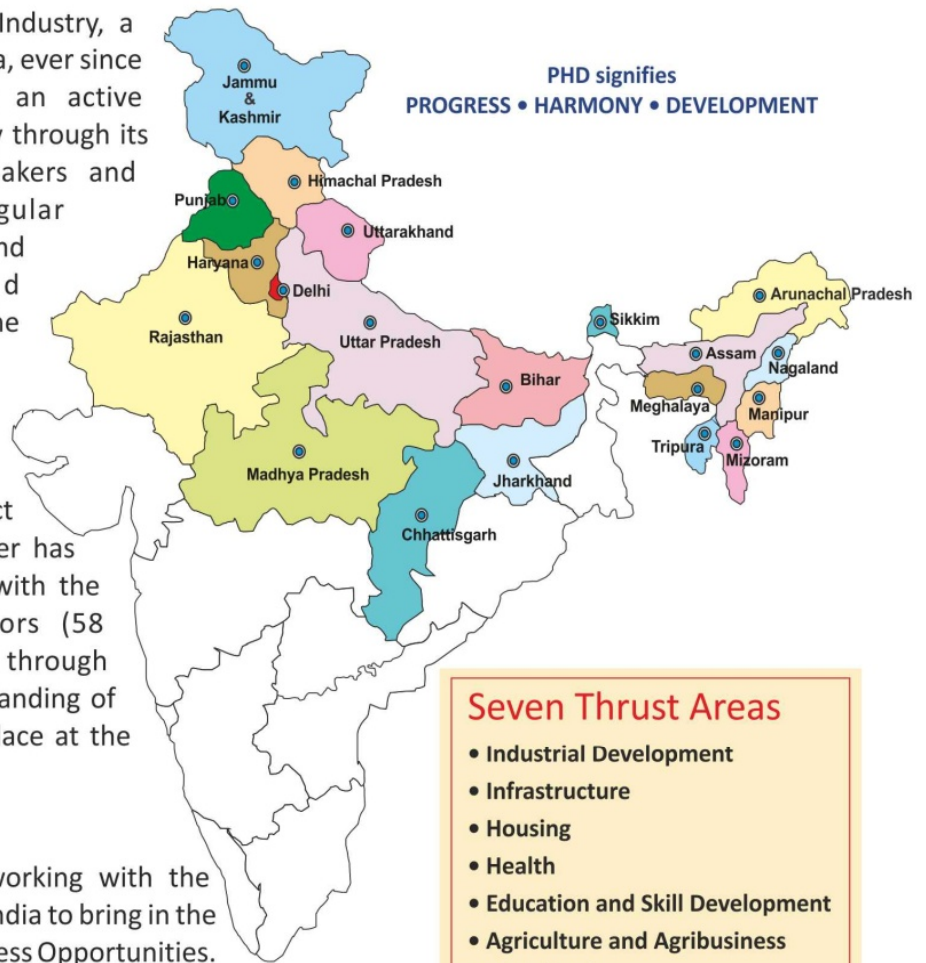 Industry, a
ever since
an active
through its
akers and
gular
ct
er has
with the
ors (58
through
anding of
lace at the
working with the
ndia to bring in the
ess Opportunities.
PHD signifies
PROGRESS • HARMONY • DEVELOPMENT
Jammu
&
Kashmir
Himachal Pradesh
Punjab
Uttarakhand
Haryana
Delhi
Rajasthan
Uttar Pradesh
Bihar
Sikkim
Arunachal Pradesh
Assam
Nagaland
Meghalaya
Manipur
Tripura
Mizoram
Madhya Pradesh
Jharkhand
Chhattisgarh
Seven Thrust Areas
• Industrial Development
• Infrastructure
• Housing
• Health
• Education and Skill Development
• Agriculture and Agribusiness